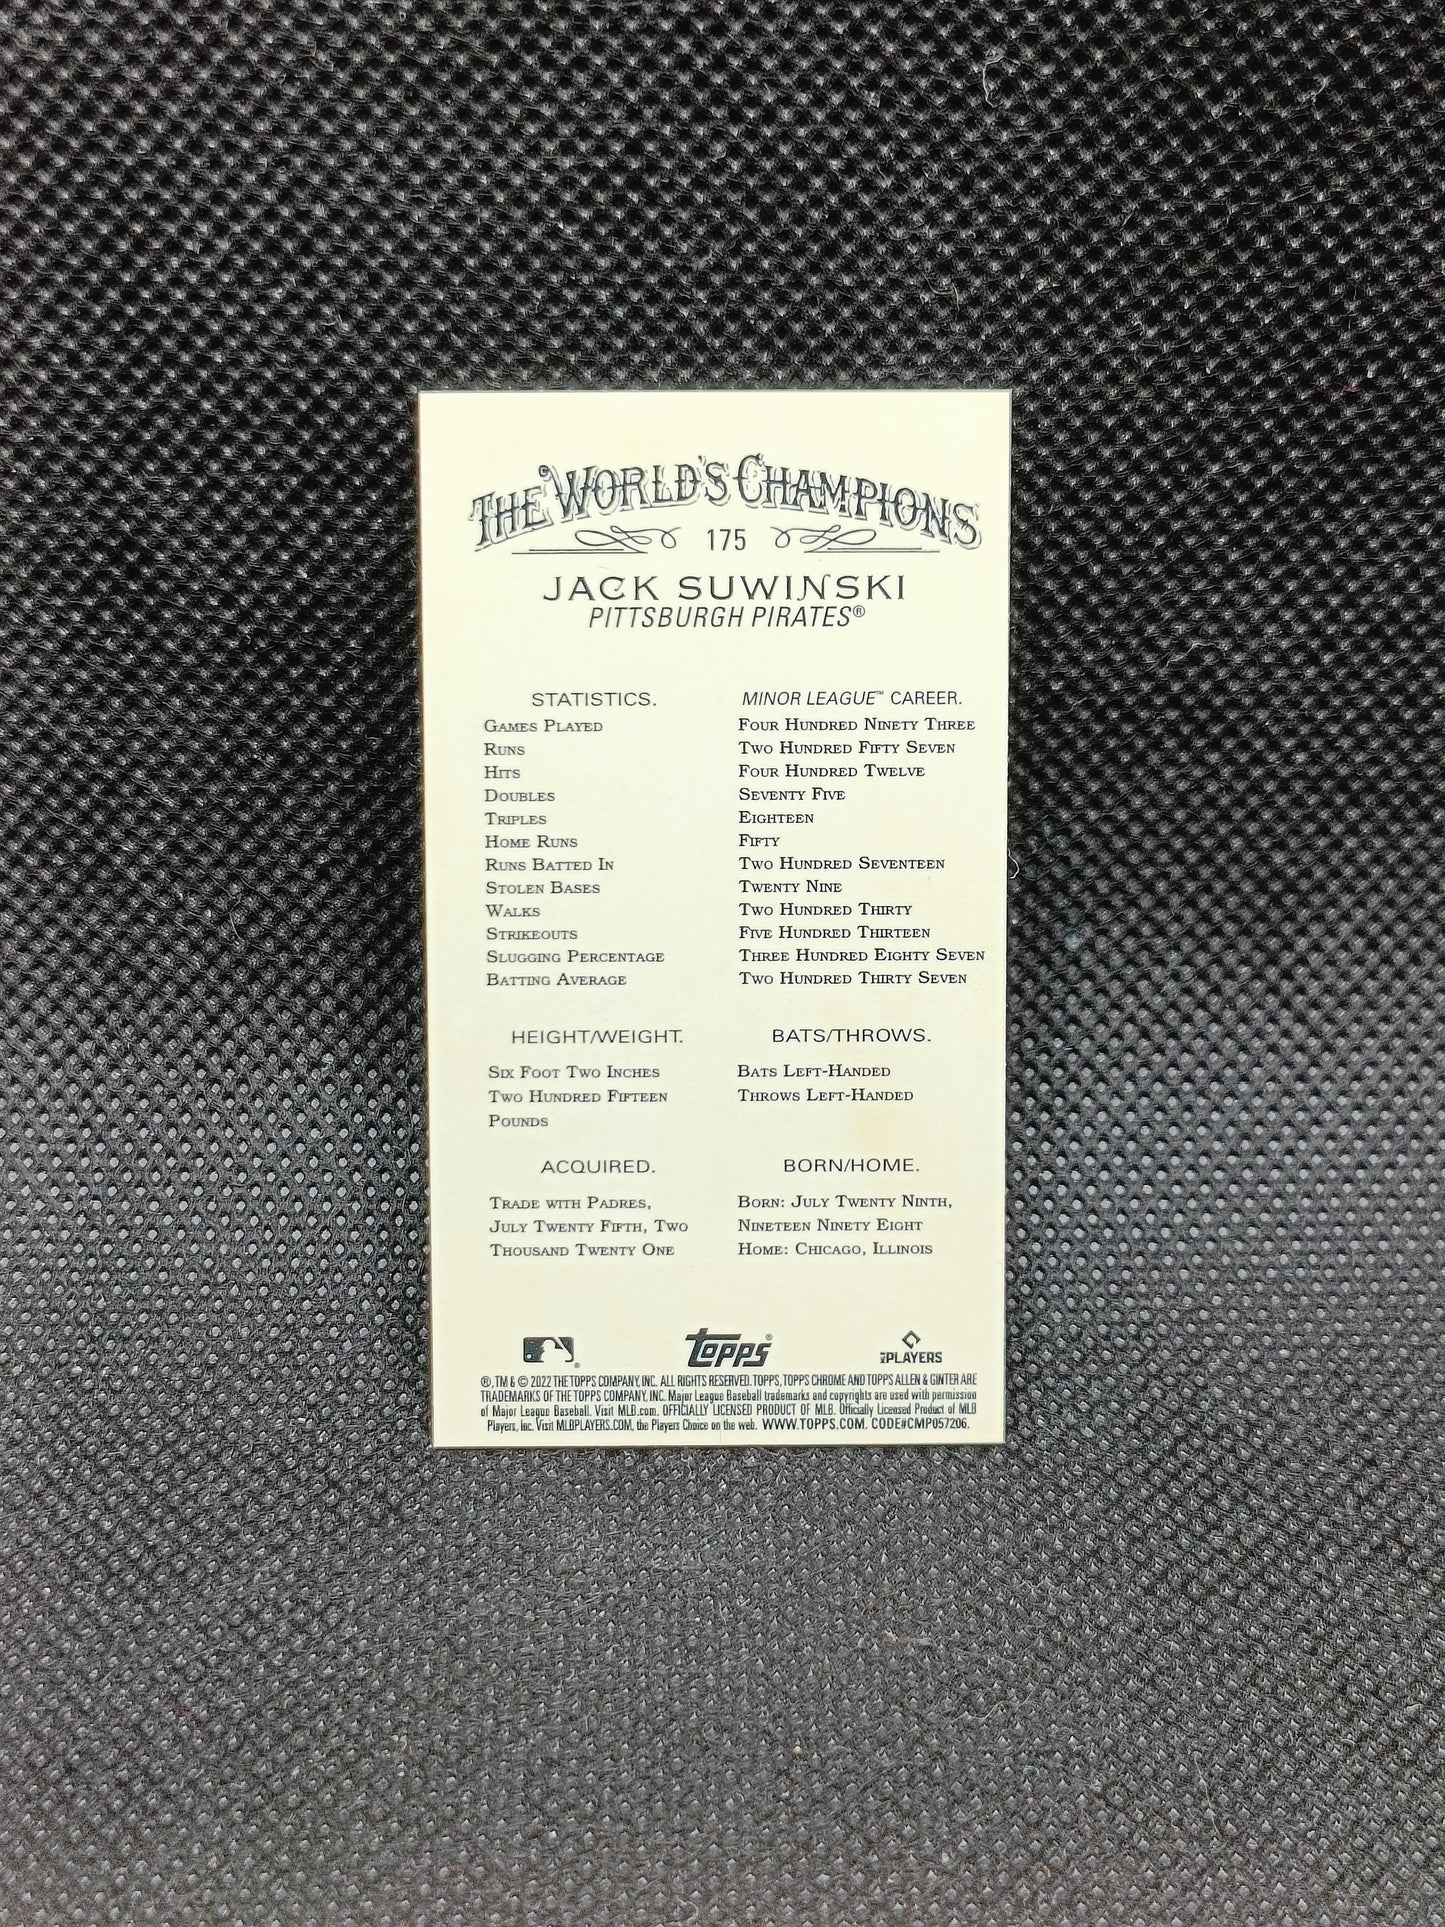 THE WORLD'S CHAMPIONS
175
JACK SUWINSKI
PITTSBURGH PIRATES®
STATISTICS. MINOR LEAGUE™ CAREER.
GAMES PLAYED FOUR HUNDRED NINETY THREE
RUNS TWO HUNDRED FIFTY SEVEN
HITS FOUR HUNDRED TWELVE
DOUBLES SEVENTY FIVE
TRIPLES EIGHTEEN
HOME RUNS FIFTY
RUNS BATTED IN TWO HUNDRED SEVENTEEN
STOLEN BASES TWENTY NINE
WALKS TWO HUNDRED THIRTY
STRIKEOUTS FIVE HUNDRED THIRTEEN
SLUGGING PERCENTAGE THREE HUNDRED EIGHTY SEVEN
BATTING AVERAGE TWO HUNDRED THIRTY SEVEN
HEIGHT/WEIGHT.
SIX FOOT TWO INCHES
TWO HUNDRED FIFTEEN
POUNDS
BATS/THROWS.
BATS LEFT-HANDED
THROWS LEFT-HANDED
ACQUIRED.
TRADE WITH PADRES,
JULY TWENTY FIFTH, TWO
THOUSAND TWENTY ONE
BORN/HOME.
BORN: JULY TWENTY NINTH,
NINETEEN NINETY EIGHT
HOME: CHICAGO, ILLINOIS
Topps®
MLB PLAYERS
®, TM & © 2022 THE TOPPS COMPANY, INC. ALL RIGHTS RESERVED. TOPPS, TOPPS CHROME AND TOPPS ALLEN & GINTER ARE
TRADEMARKS OF THE TOPPS COMPANY, INC. Major League Baseball trademarks and copyrights are used with permission
of Major League Baseball. Visit MLB.com. OFFICIALLY LICENSED PRODUCT OF MLB. Officially Licensed Product of MLB
Players, Inc. Visit MLBPLAYERS.COM, the Players Choice on the web. WWW.TOPPS.COM. CODE#CMP057206.